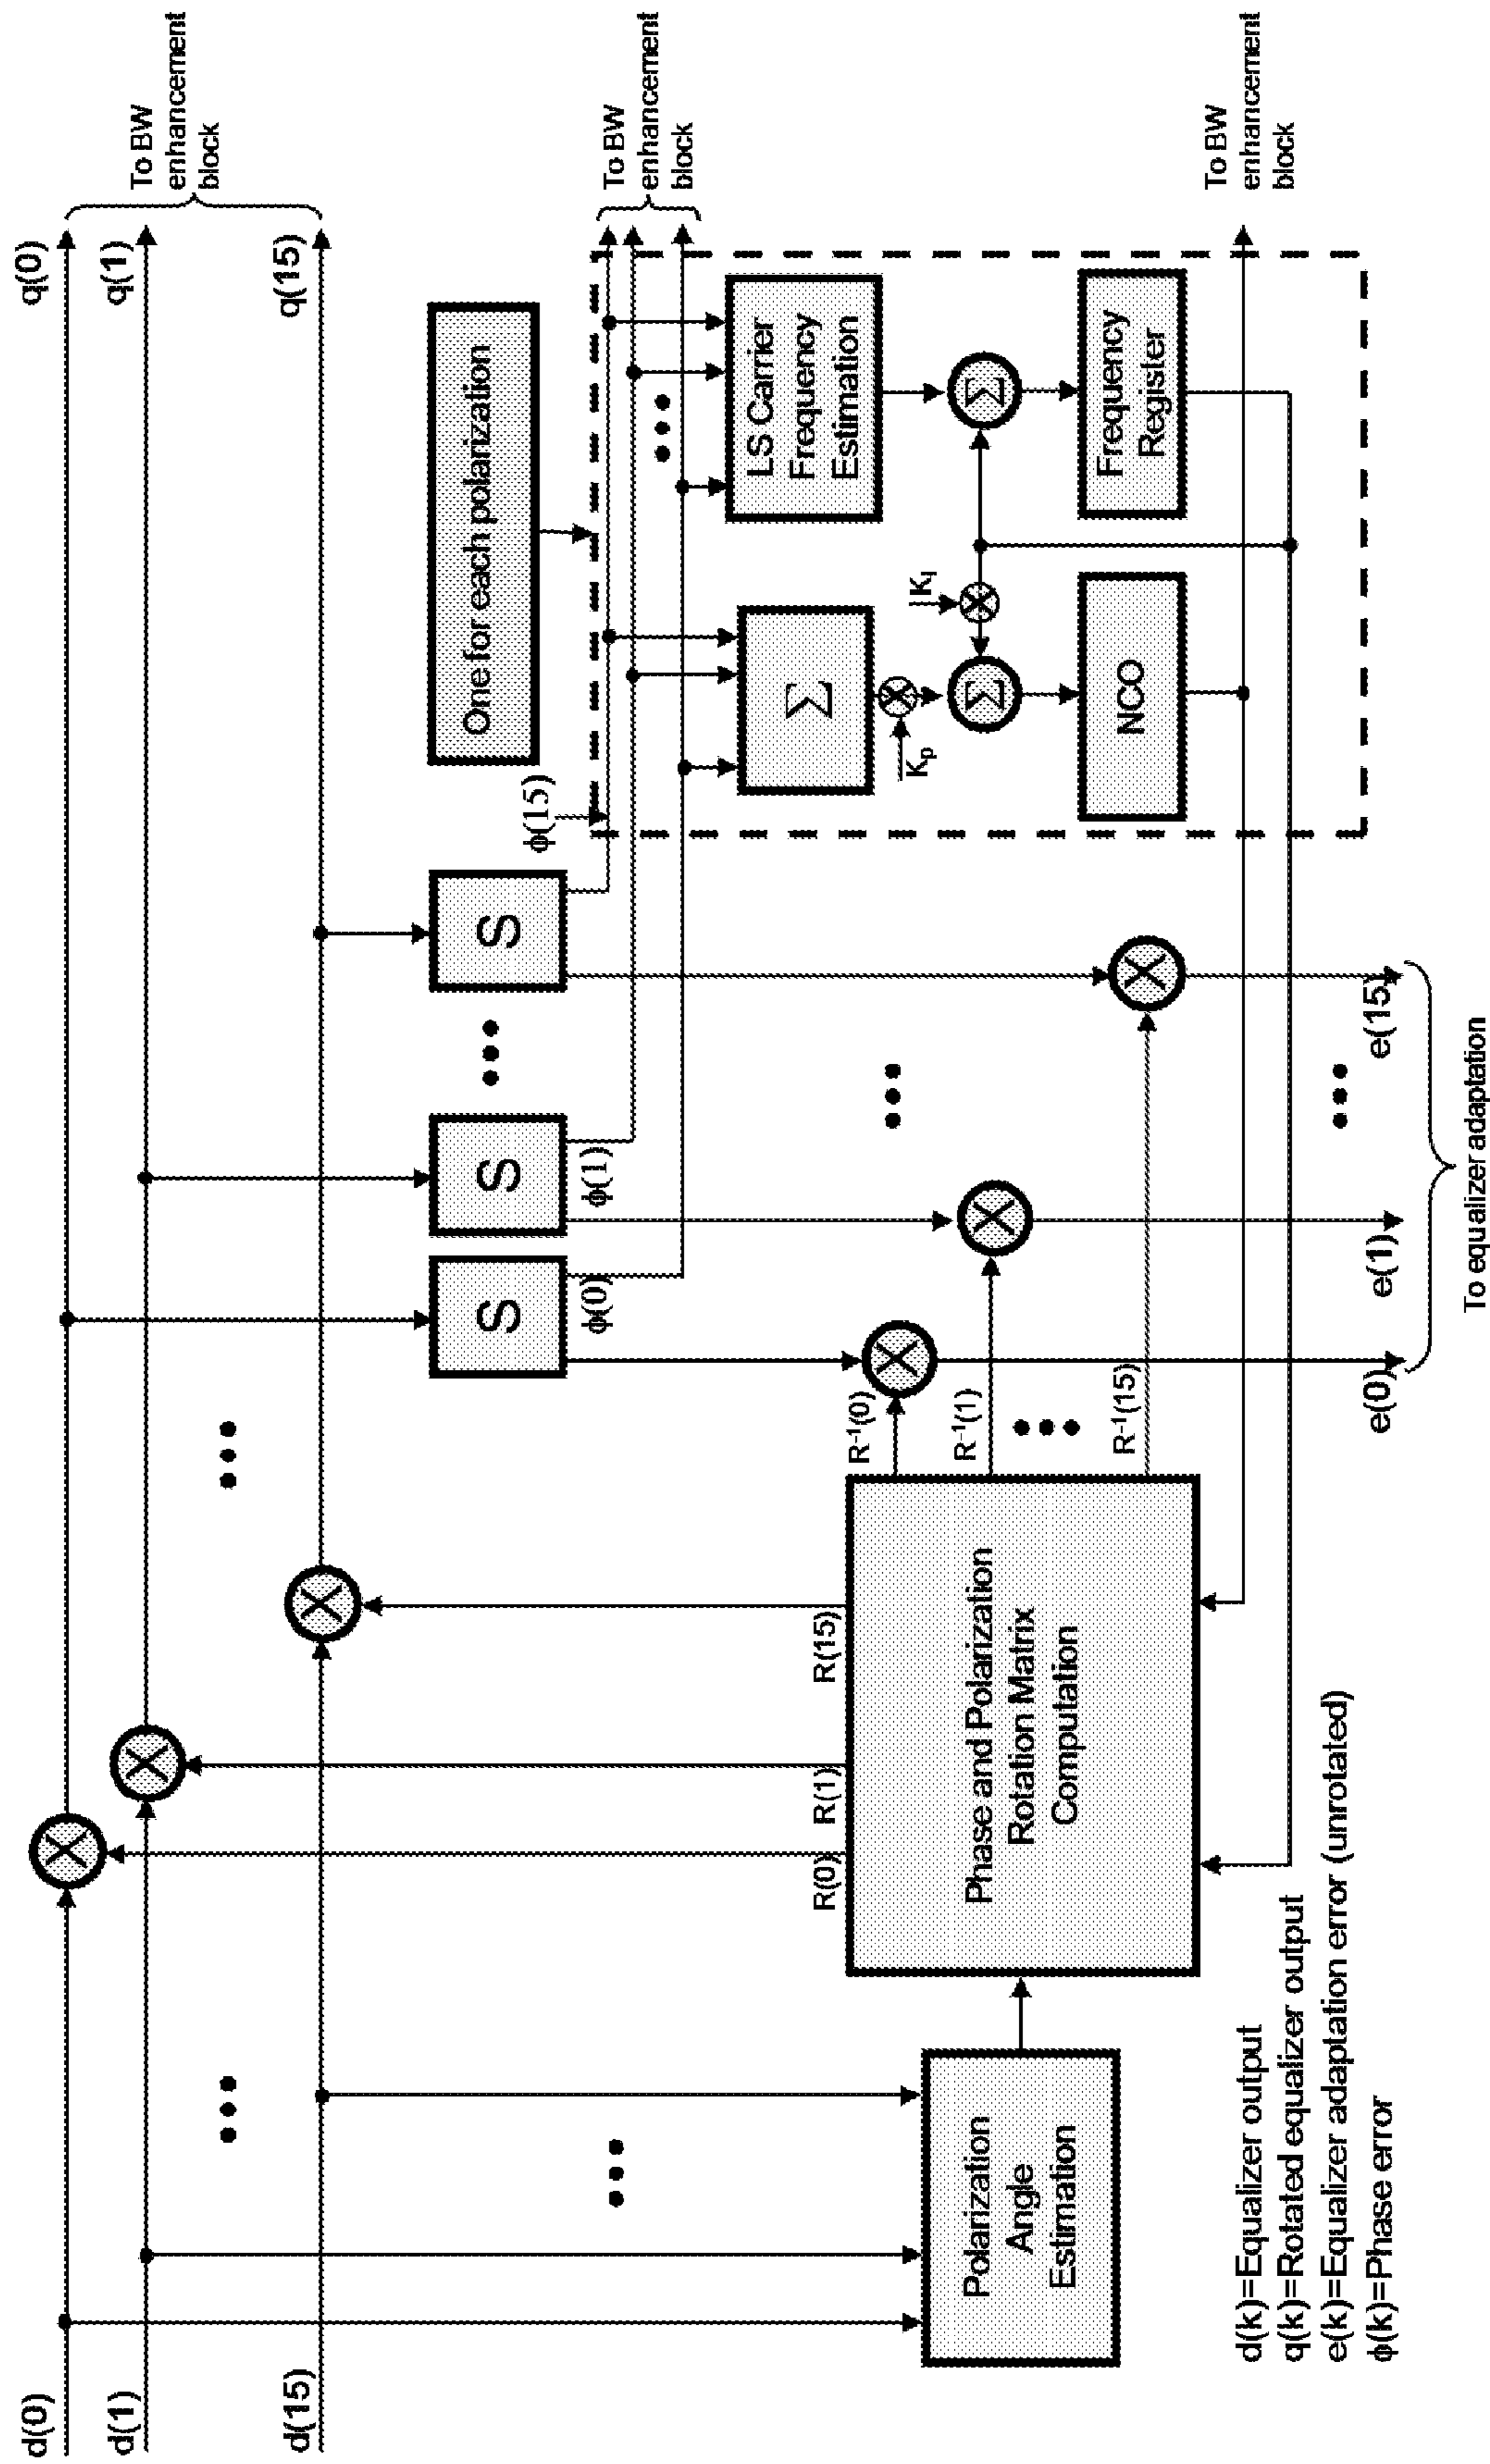 d(0)
q(0)
d(1)
q(1)
d(15)
q(15)
To BW
enhancement
block
One for each polarization
S
S
S
ϕ(0)
ϕ(1)
ϕ(15)
To BW
enhancement
block
Σ
LS Carrier
Frequency
Estimation
Kp
KI
Σ
Σ
NCO
Frequency
Register
To BW
enhancement
block
R(0)
R(1)
R(15)
R⁻¹(0)
R⁻¹(1)
R⁻¹(15)
Polarization
Angle
Estimation
Phase and Polarization
Rotation Matrix
Computation
e(0)
e(1)
e(15)
To equalizer adaptation
d(k)=Equalizer output
q(k)=Rotated equalizer output
e(k)=Equalizer adaptation error (unrotated)
ϕ(k)=Phase error